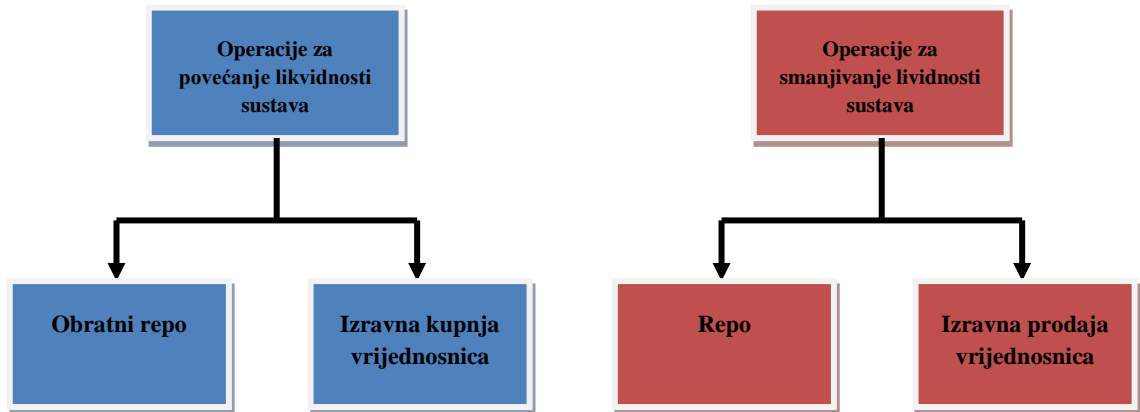 Operacije za
povećanje likvidnosti
sustava
Operacije za
smanjivanje lividnosti
sustava
Obratni repo
Izravna kupnja
vrijednosnica
Repo
Izravna prodaja
vrijednosnica